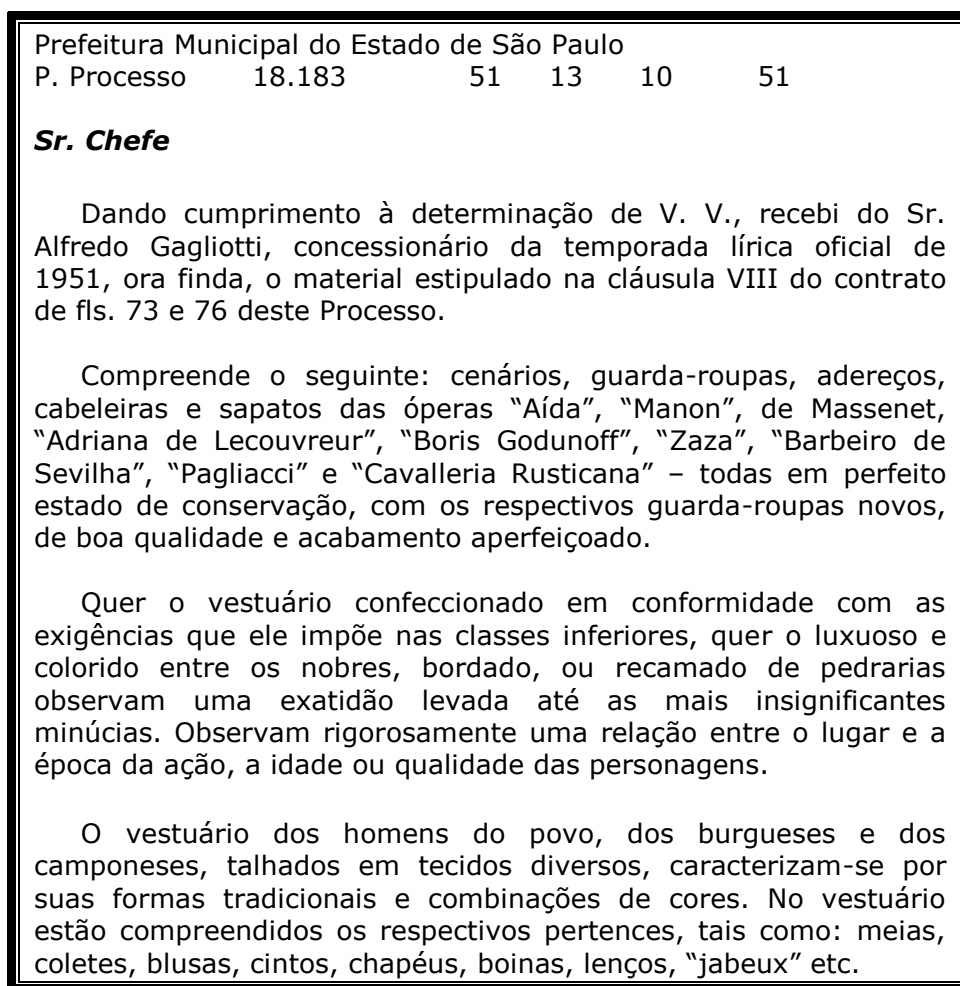 Prefeitura Municipal do Estado de São Paulo
P. Processo 18.183 51 13 10 51
Sr. Chefe
Dando cumprimento à determinação de V. V., recebi do Sr.
Alfredo Gagliotti, concessionário da temporada lírica oficial de
1951, ora finda, o material estipulado na cláusula VIII do contrato
de fls. 73 e 76 deste Processo.
Compreende o seguinte: cenários, guarda-roupas, adereços,
cabeleiras e sapatos das óperas “Aída”, “Manon”, de Massenet,
“Adriana de Lecouvreur”, “Boris Godunoff”, “Zaza”, “Barbeiro de
Sevilha”, “Pagliacci” e “Cavalleria Rusticana” – todas em perfeito
estado de conservação, com os respectivos guarda-roupas novos,
de boa qualidade e acabamento aperfeiçoado.
Quer o vestuário confeccionado em conformidade com as
exigências que ele impõe nas classes inferiores, quer o luxuoso e
colorido entre os nobres, bordado, ou recamado de pedrarias
observam uma exatidão levada até as mais insignificantes
minúcias. Observam rigorosamente uma relação entre o lugar e a
época da ação, a idade ou qualidade das personagens.
O vestuário dos homens do povo, dos burgueses e dos
camponeses, talhados em tecidos diversos, caracterizam-se por
suas formas tradicionais e combinações de cores. No vestuário
estão compreendidos os respectivos pertences, tais como: meias,
coletes, blusas, cintos, chapéus, boinas, lenços, “jabeux” etc.